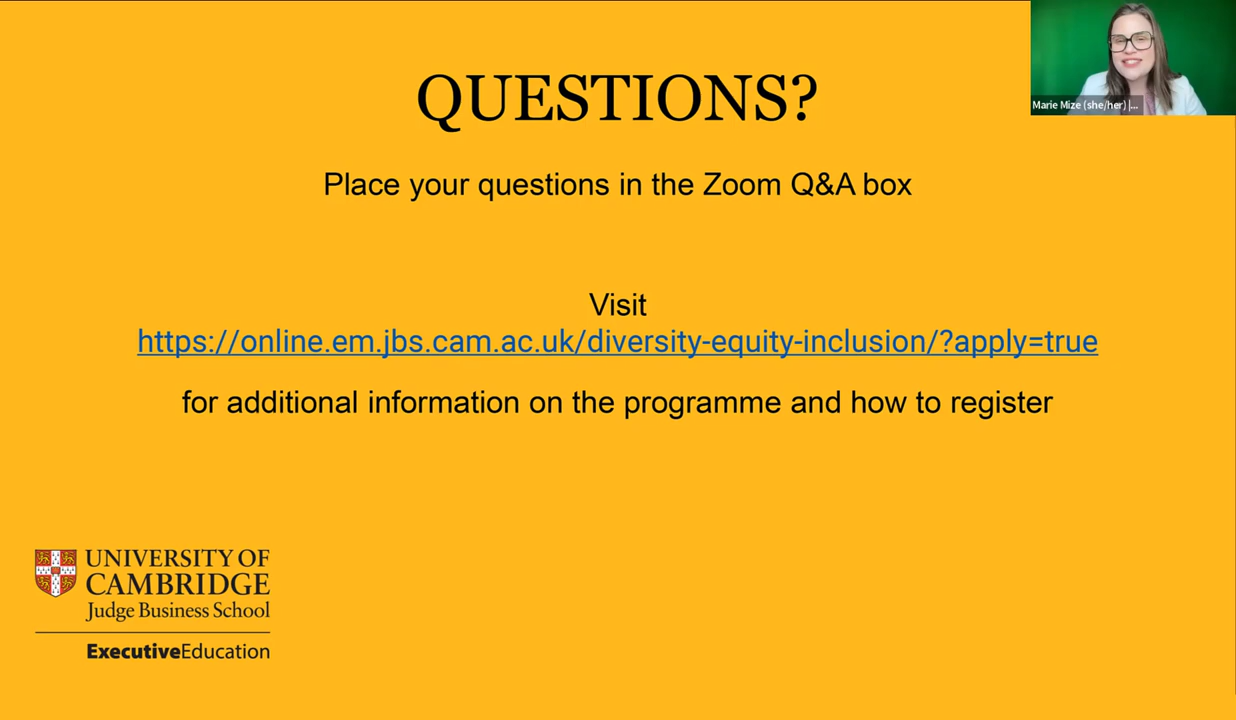 QUESTIONS?
Marie Mize (she/her) |...
Place your questions in the Zoom Q&A box
Visit
https://online.em.jbs.cam.ac.uk/diversity-equity-inclusion/?apply=true
for additional information on the programme and how to register
UNIVERSITY OF
CAMBRIDGE
Judge Business School
ExecutiveEducation